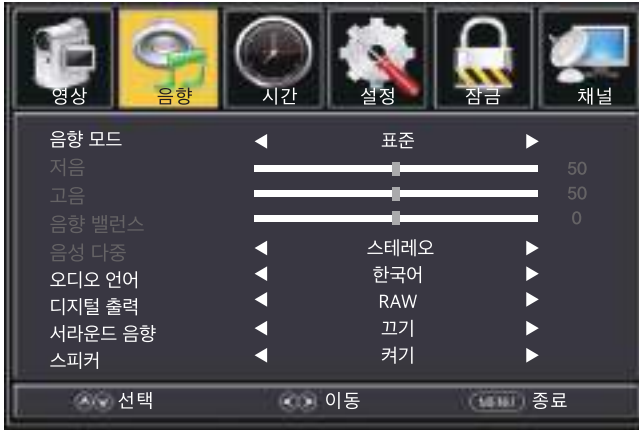 영상 음향 시간 설정 잠금 채널
음향 모드 표준
저음 50
고음 50
음향 밸런스 0
음성 다중 스테레오
오디오 언어 한국어
디지털 출력 RAW
서라운드 음향 끄기
스피커 켜기
선택 이동 MENU 종료